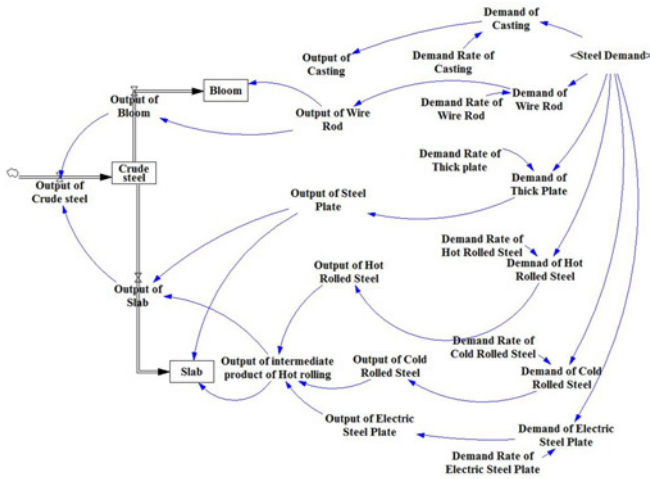 Demand of
Casting
<Steel Demand>
Output of
Casting
Demand Rate of
Casting
Bloom
Output of
Bloom
Output of Wire
Rod
Demand Rate of
Wire Rod
Demand of
Wire Rod
Crude
steel
Output of
Crude steel
Demand Rate of
Thick plate
Demand of
Thick Plate
Output of Steel
Plate
Demand Rate of
Hot Rolled Steel
Demnad of Hot
Rolled Steel
Output of Hot
Rolled Steel
Output of
Slab
Demand Rate of
Cold Rolled Steel
Slab
Output of intermediate
product of Hot rolling
Output of Cold
Rolled Steel
Demand of Cold
Rolled Steel
Output of Electric
Steel Plate
Demand of Electric
Steel Plate
Demand Rate of
Electric Steel Plate